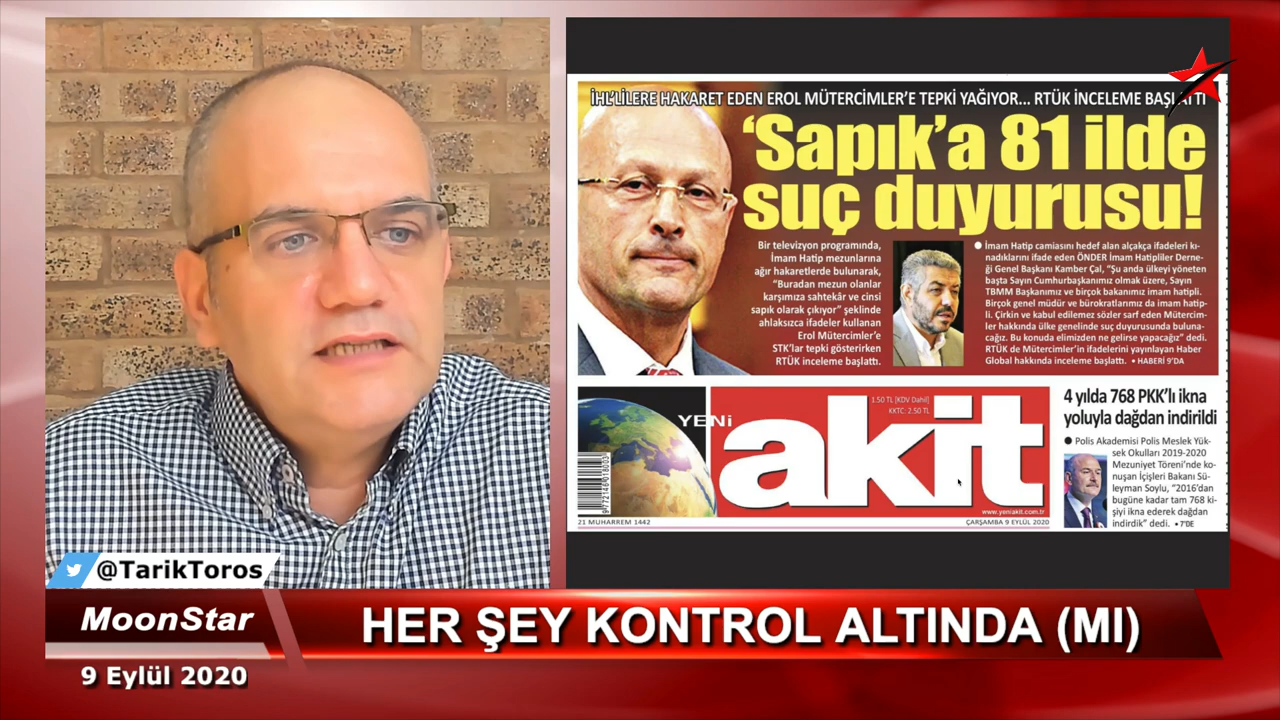 İHL'LİLERE HAKARET EDEN EROL MÜTERCİMLER'E TEPKİ YAĞIYOR... RTÜK İNCELEME BAŞLATTI
'Sapık'a 81 ilde
suç duyurusu!
Bir televizyon programında,
İmam Hatip mezunlarına
ağır hakaretlerde bulunarak,
"Buradan mezun olanlar
karşımıza sahtekâr ve cinsi
sapık olarak çıkıyor" şeklinde
ahlaksızca ifadeler kullanan
Erol Mütercimler'e
STK'lar tepki gösterirken
RTÜK inceleme başlattı.
● İmam Hatip camiasını hedef alan alçakça ifadeleri kı-
nadıklarını ifade eden ÖNDER İmam Hatipliler Derne-
ği Genel Başkanı Kamber Çal, "Şu anda ülkeyi yöneten
başta Sayın Cumhurbaşkanımız olmak üzere, Sayın
TBMM Başkanımız ve birçok bakanımız imam hatipli.
Birçok genel müdür ve bürokratlarımız da imam hatip-
li. Çirkin ve kabul edilemez sözler sarf eden Mütercim-
ler hakkında ülke genelinde suç duyurusunda buluna-
cağız. Bu konuda elimizden ne gelirse yapacağız" dedi.
RTÜK de Mütercimler'in ifadelerini yayınlayan Haber
Global hakkında inceleme başlattı. • HABERİ 9'DA
YENİ
akit
1.50 TL [KDV Dahil]
KKTC: 2.50 TL
www.yeniakit.com.tr
9772146018003
21 MUHARREM 1442
ÇARŞAMBA 9 EYLÜL 2020
4 yılda 768 PKK'lı ikna
yoluyla dağdan indirildi
● Polis Akademisi Polis Meslek Yük-
sek Okulları 2019-2020
Mezuniyet Töreni'nde ko-
nuşan İçişleri Bakanı Sü-
leyman Soylu, "2016'dan
bugüne kadar tam 768 ki-
şiyi ikna ederek dağdan
indirdik" dedi. • 7'DE
@TarikToros
MoonStar
HER ŞEY KONTROL ALTINDA (MI)
9 Eylül 2020